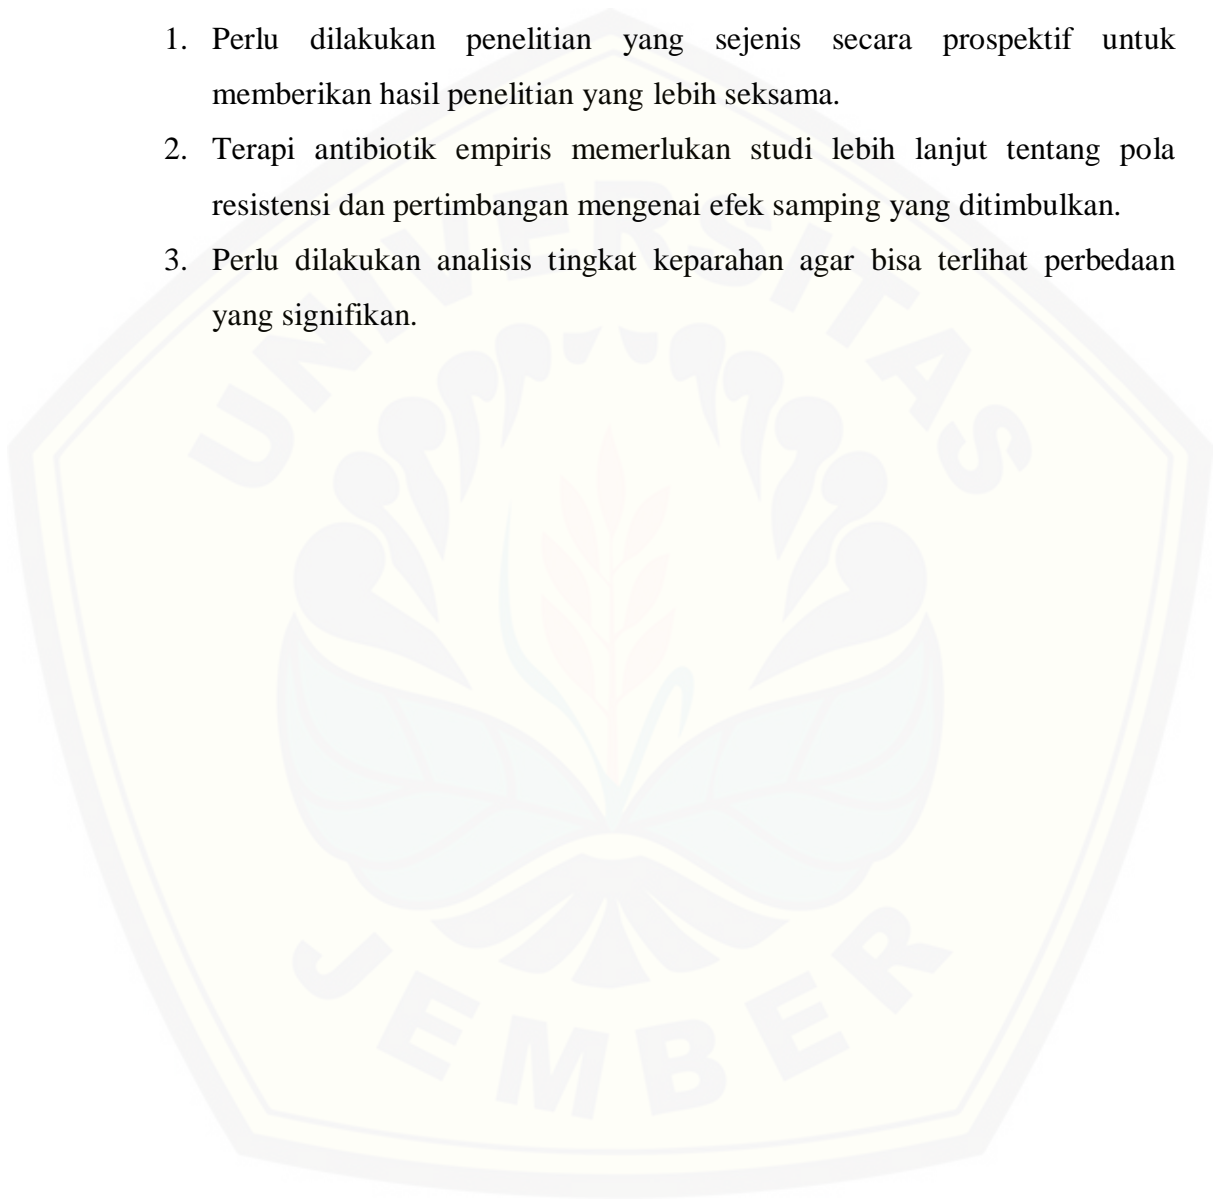 1. Perlu dilakukan penelitian yang sejenis secara prospektif untuk
memberikan hasil penelitian yang lebih seksama.
2. Terapi antibiotik empiris memerlukan studi lebih lanjut tentang pola
resistensi dan pertimbangan mengenai efek samping yang ditimbulkan.
3. Perlu dilakukan analisis tingkat keparahan agar bisa terlihat perbedaan
yang signifikan.
UNIVERSITAS
JEMBER